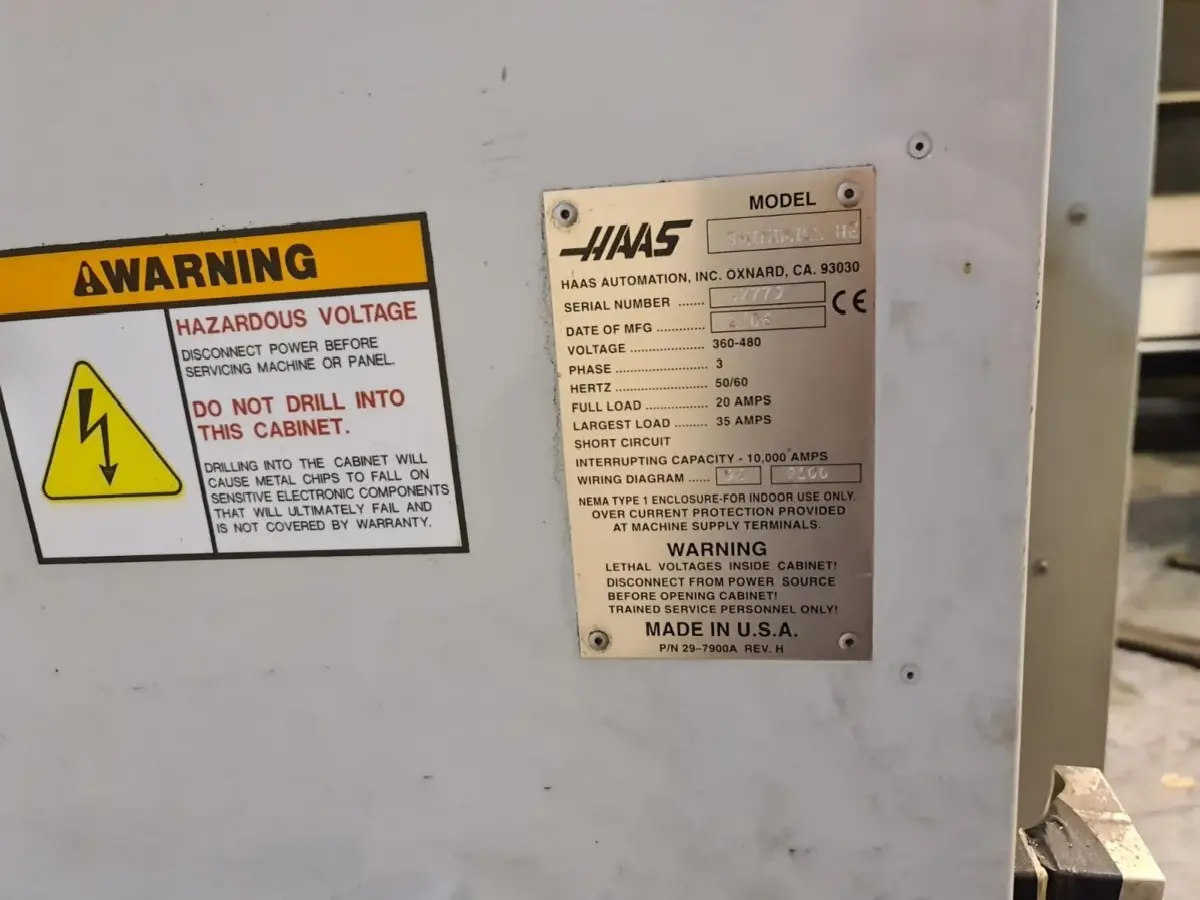 WARNING
HAZARDOUS VOLTAGE
DISCONNECT POWER BEFORE
SERVICING MACHINE OR PANEL.
DO NOT DRILL INTO
THIS CABINET.
DRILLING INTO THE CABINET WILL
CAUSE METAL CHIPS TO FALL ON
SENSITIVE ELECTRONIC COMPONENTS
THAT WILL ULTIMATELY FAIL AND
IS NOT COVERED BY WARRANTY.
MODEL
HAAS
HAAS AUTOMATION, INC. OXNARD, CA. 93030
SERIAL NUMBER ......
CE
DATE OF MFG ............
VOLTAGE .................. 360-480
PHASE ...................... 3
HERTZ ...................... 50/60
FULL LOAD ............... 20 AMPS
LARGEST LOAD ........ 35 AMPS
SHORT CIRCUIT
INTERRUPTING CAPACITY - 10,000 AMPS
WIRING DIAGRAM ......
NEMA TYPE 1 ENCLOSURE-FOR INDOOR USE ONLY.
OVER CURRENT PROTECTION PROVIDED
AT MACHINE SUPPLY TERMINALS.
WARNING
LETHAL VOLTAGES INSIDE CABINET!
DISCONNECT FROM POWER SOURCE
BEFORE OPENING CABINET!
TRAINED SERVICE PERSONNEL ONLY!
MADE IN U.S.A.
P/N 29-7900A REV. H